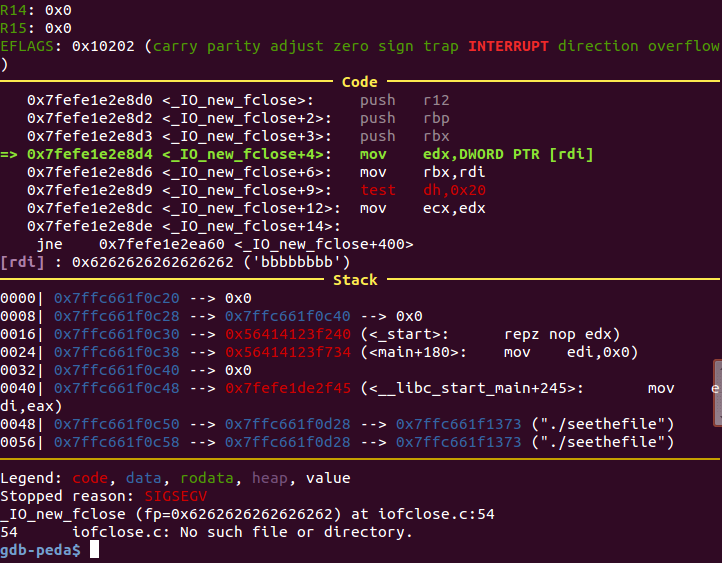 R14: 0x0
R15: 0x0
EFLAGS: 0x10202 (carry parity adjust zero sign trap INTERRUPT direction overflow
)
Code
0x7fefe1e2e8d0 <_IO_new_fclose>: push r12
0x7fefe1e2e8d2 <_IO_new_fclose+2>: push rbp
0x7fefe1e2e8d3 <_IO_new_fclose+3>: push rbx
=> 0x7fefe1e2e8d4 <_IO_new_fclose+4>: mov edx,DWORD PTR [rdi]
0x7fefe1e2e8d6 <_IO_new_fclose+6>: mov rbx,rdi
0x7fefe1e2e8d9 <_IO_new_fclose+9>: test dh,0x20
0x7fefe1e2e8dc <_IO_new_fclose+12>: mov ecx,edx
0x7fefe1e2e8de <_IO_new_fclose+14>:
jne 0x7fefe1e2ea60 <_IO_new_fclose+400>
[rdi] : 0x6262626262626262 ('bbbbbbbb')
Stack
0000| 0x7ffc661f0c20 --> 0x0
0008| 0x7ffc661f0c28 --> 0x7ffc661f0c40 --> 0x0
0016| 0x7ffc661f0c30 --> 0x56414123f240 (<_start>: repz nop edx)
0024| 0x7ffc661f0c38 --> 0x56414123f734 (<main+180>: mov edi,0x0)
0032| 0x7ffc661f0c40 --> 0x0
0040| 0x7ffc661f0c48 --> 0x7fefe1de2f45 (<__libc_start_main+245>: mov e
di,eax)
0048| 0x7ffc661f0c50 --> 0x7ffc661f0d28 --> 0x7ffc661f1373 ("./seethefile")
0056| 0x7ffc661f0c58 --> 0x7ffc661f0d28 --> 0x7ffc661f1373 ("./seethefile")
Legend: code, data, rodata, heap, value
Stopped reason: SIGSEGV
_IO_new_fclose (fp=0x6262626262626262) at iofclose.c:54
54 iofclose.c: No such file or directory.
gdb-peda$